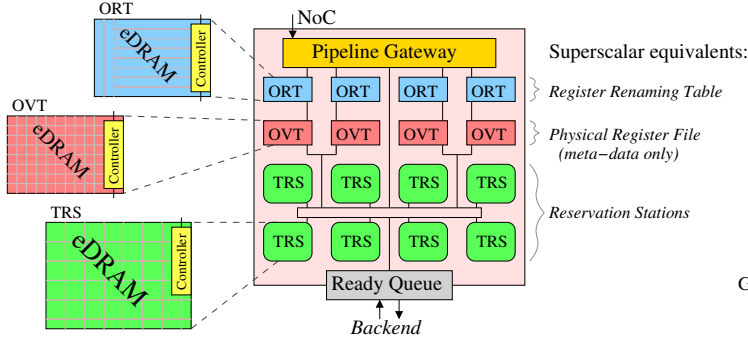 ORT
eDRAM
Controller
OVT
eDRAM
Controller
TRS
eDRAM
Controller
NoC
Pipeline Gateway
ORT ORT ORT ORT
OVT OVT OVT OVT
TRS TRS TRS TRS
TRS TRS TRS TRS
Ready Queue
Backend
Superscalar equivalents:
Register Renaming Table
Physical Register File
(meta−data only)
Reservation Stations
G